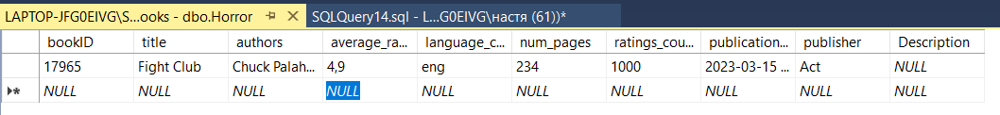 LAPTOP-JFG0EIVG\S...ooks - dbo.Horror SQLQuery14.sql - L...G0EIVG\настя (61))*
bookID title authors average_ra... language_c... num_pages ratings_cou... publication... publisher Description
17965 Fight Club Chuck Palah... 4,9 eng 234 1000 2023-03-15 ... Act NULL
NULL NULL NULL NULL NULL NULL NULL NULL NULL NULL